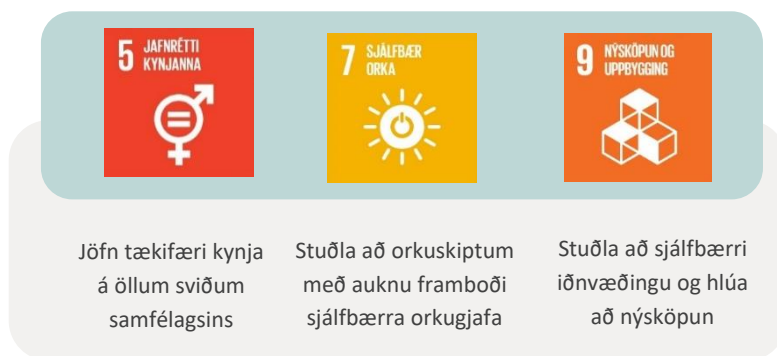 5 JAFNRÉTTI
KYNJANNA
7 SJÁLFBÆR
ORKA
9 NÝSKÖPUN OG
UPPBYGGING
Jöfn tækifæri kynja
á öllum sviðum
samfélagsins
Stuðla að orkuskiptum
með auknu framboði
sjálfbærra orkugjafa
Stuðla að sjálfbærri
iðnvæðingu og hlúa
að nýsköpun